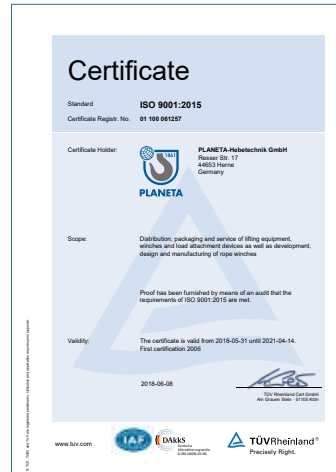 Certificate
Standard ISO 9001:2015
Certificate Registr. No. 01 100 061257
Certificate Holder: PLANETA-Hebetechnik GmbH
Resser Str. 17
44653 Herne
Germany
1861
PLANETA
Scope: Distribution, packaging and service of lifting equipment,
winches and load attachment devices as well as development,
design and manufacturing of rope winches
Proof has been furnished by means of an audit that the
requirements of ISO 9001:2015 are met.
Validity: The certificate is valid from 2018-05-31 until 2021-04-14.
First certification 2006
2018-06-08
TÜV Rheinland Cert GmbH
Am Grauen Stein · 51105 Köln
www.tuv.com
IAF
DAkkS
Deutsche
Akkreditierungsstelle
TÜVRheinland®
Precisely Right.